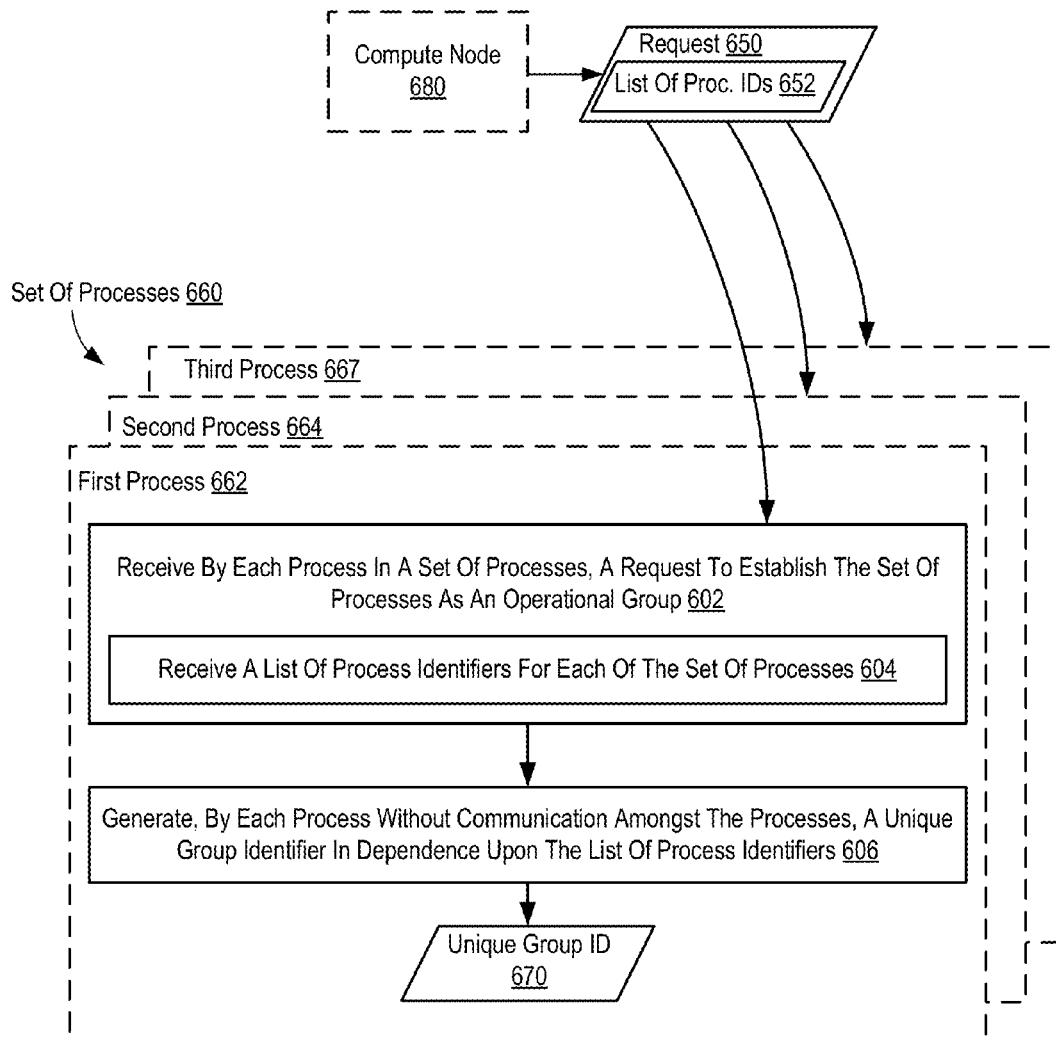 Compute Node
680
Request 650
List Of Proc. IDs 652
Set Of Processes 660
Third Process 667
Second Process 664
First Process 662
Receive By Each Process In A Set Of Processes, A Request To Establish The Set Of
Processes As An Operational Group 602
Receive A List Of Process Identifiers For Each Of The Set Of Processes 604
Generate, By Each Process Without Communication Amongst The Processes, A Unique
Group Identifier In Dependence Upon The List Of Process Identifiers 606
Unique Group ID
670